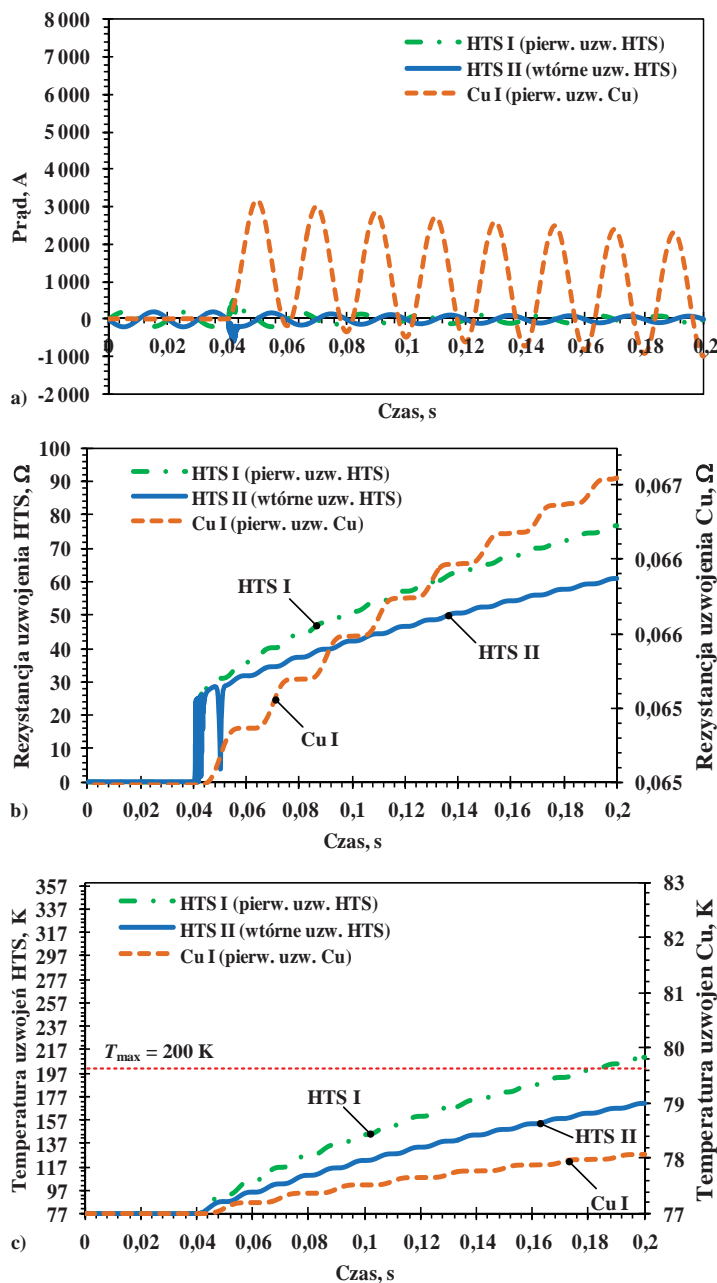 8 000
7 000
6 000
5 000
4 000
3 000
2 000
1 000
0
-1 000
-2 000
Prąd, A
HTS I (pierw. uzw. HTS)
HTS II (wtórne uzw. HTS)
Cu I (pierw. uzw. Cu)
0 0,02 0,04 0,06 0,08 0,1 0,12 0,14 0,16 0,18 0,2
a)
Czas, s
100
90
80
70
60
50
40
30
20
10
0
Rezystancja uzwojenia HTS, Ω
HTS I (pierw. uzw. HTS)
HTS II (wtórne uzw. HTS)
Cu I (pierw. uzw. Cu)
HTS I
HTS II
Cu I
0,067
0,066
0,066
0,065
0,065
Rezystancja uzwojenia Cu, Ω
0 0,02 0,04 0,06 0,08 0,1 0,12 0,14 0,16 0,18 0,2
b)
Czas, s
357
337
317
297
277
257
237
217
197
177
157
137
117
97
77
Temperatura uzwojeń HTS, K
HTS I (pierw. uzw. HTS)
HTS II (wtórne uzw. HTS)
Cu I (pierw. uzw. Cu)
Tmax = 200 K
HTS I
HTS II
Cu I
83
82
81
80
79
78
77
Temperatura uzwojen Cu, K
0 0,02 0,04 0,06 0,08 0,1 0,12 0,14 0,16 0,18 0,2
c)
Czas, s